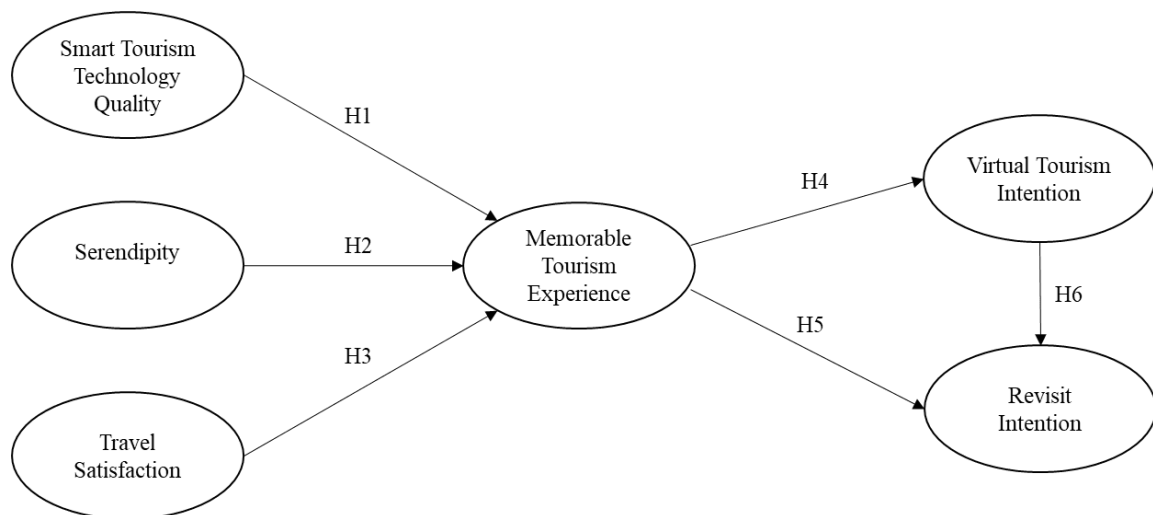 Smart Tourism
Technology
Quality
H1
Serendipity
H2
Travel
Satisfaction
H3
Memorable
Tourism
Experience
H4
Virtual Tourism
Intention
H5
H6
Revisit
Intention